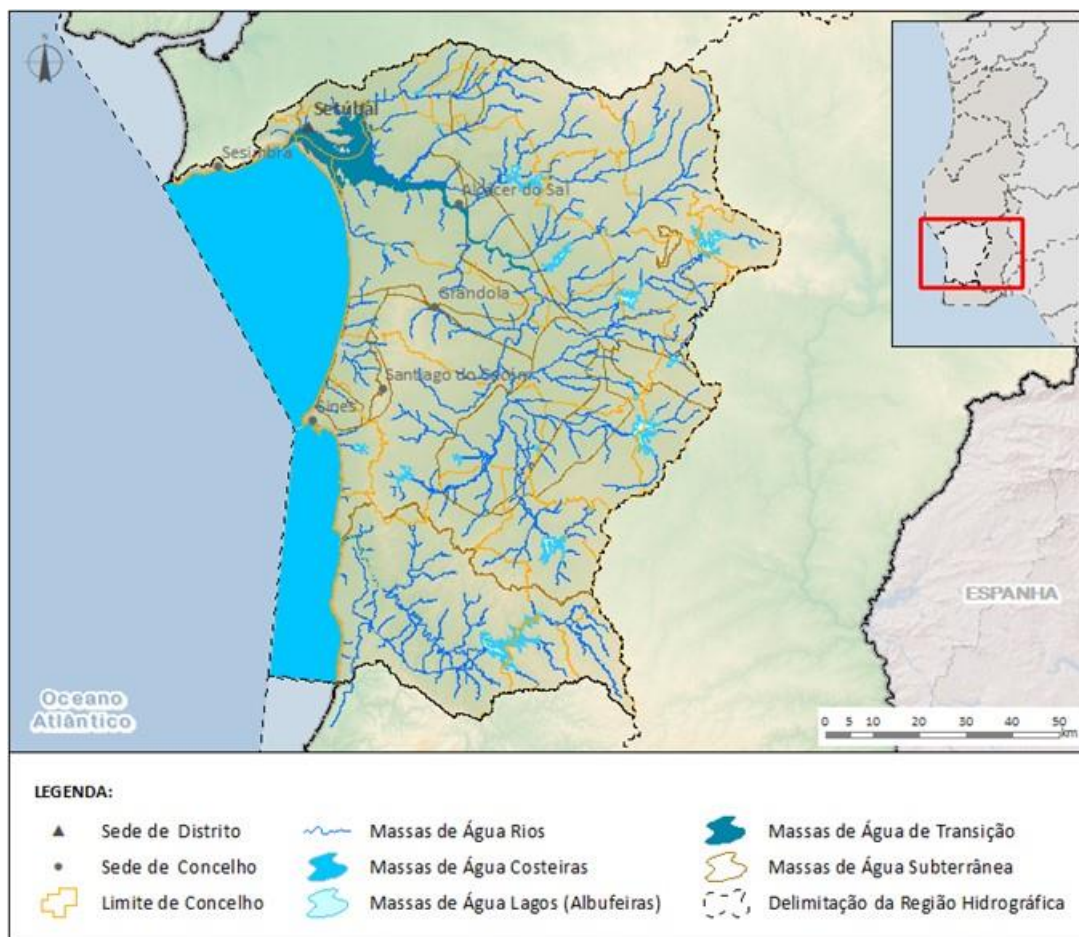 Setúbal
Sesimbra
Alcácer do Sal
Grândola
Santiago do Cacém
Sines
ESPANHA
Oceano
Atlântico
0 5 10 20 30 40 50
km
LEGENDA:
Sede de Distrito
Massas de Água Rios
Massas de Água de Transição
Sede de Concelho
Massas de Água Costeiras
Massas de Água Subterrânea
Limite de Concelho
Massas de Água Lagos (Albufeiras)
Delimitação da Região Hidrográfica